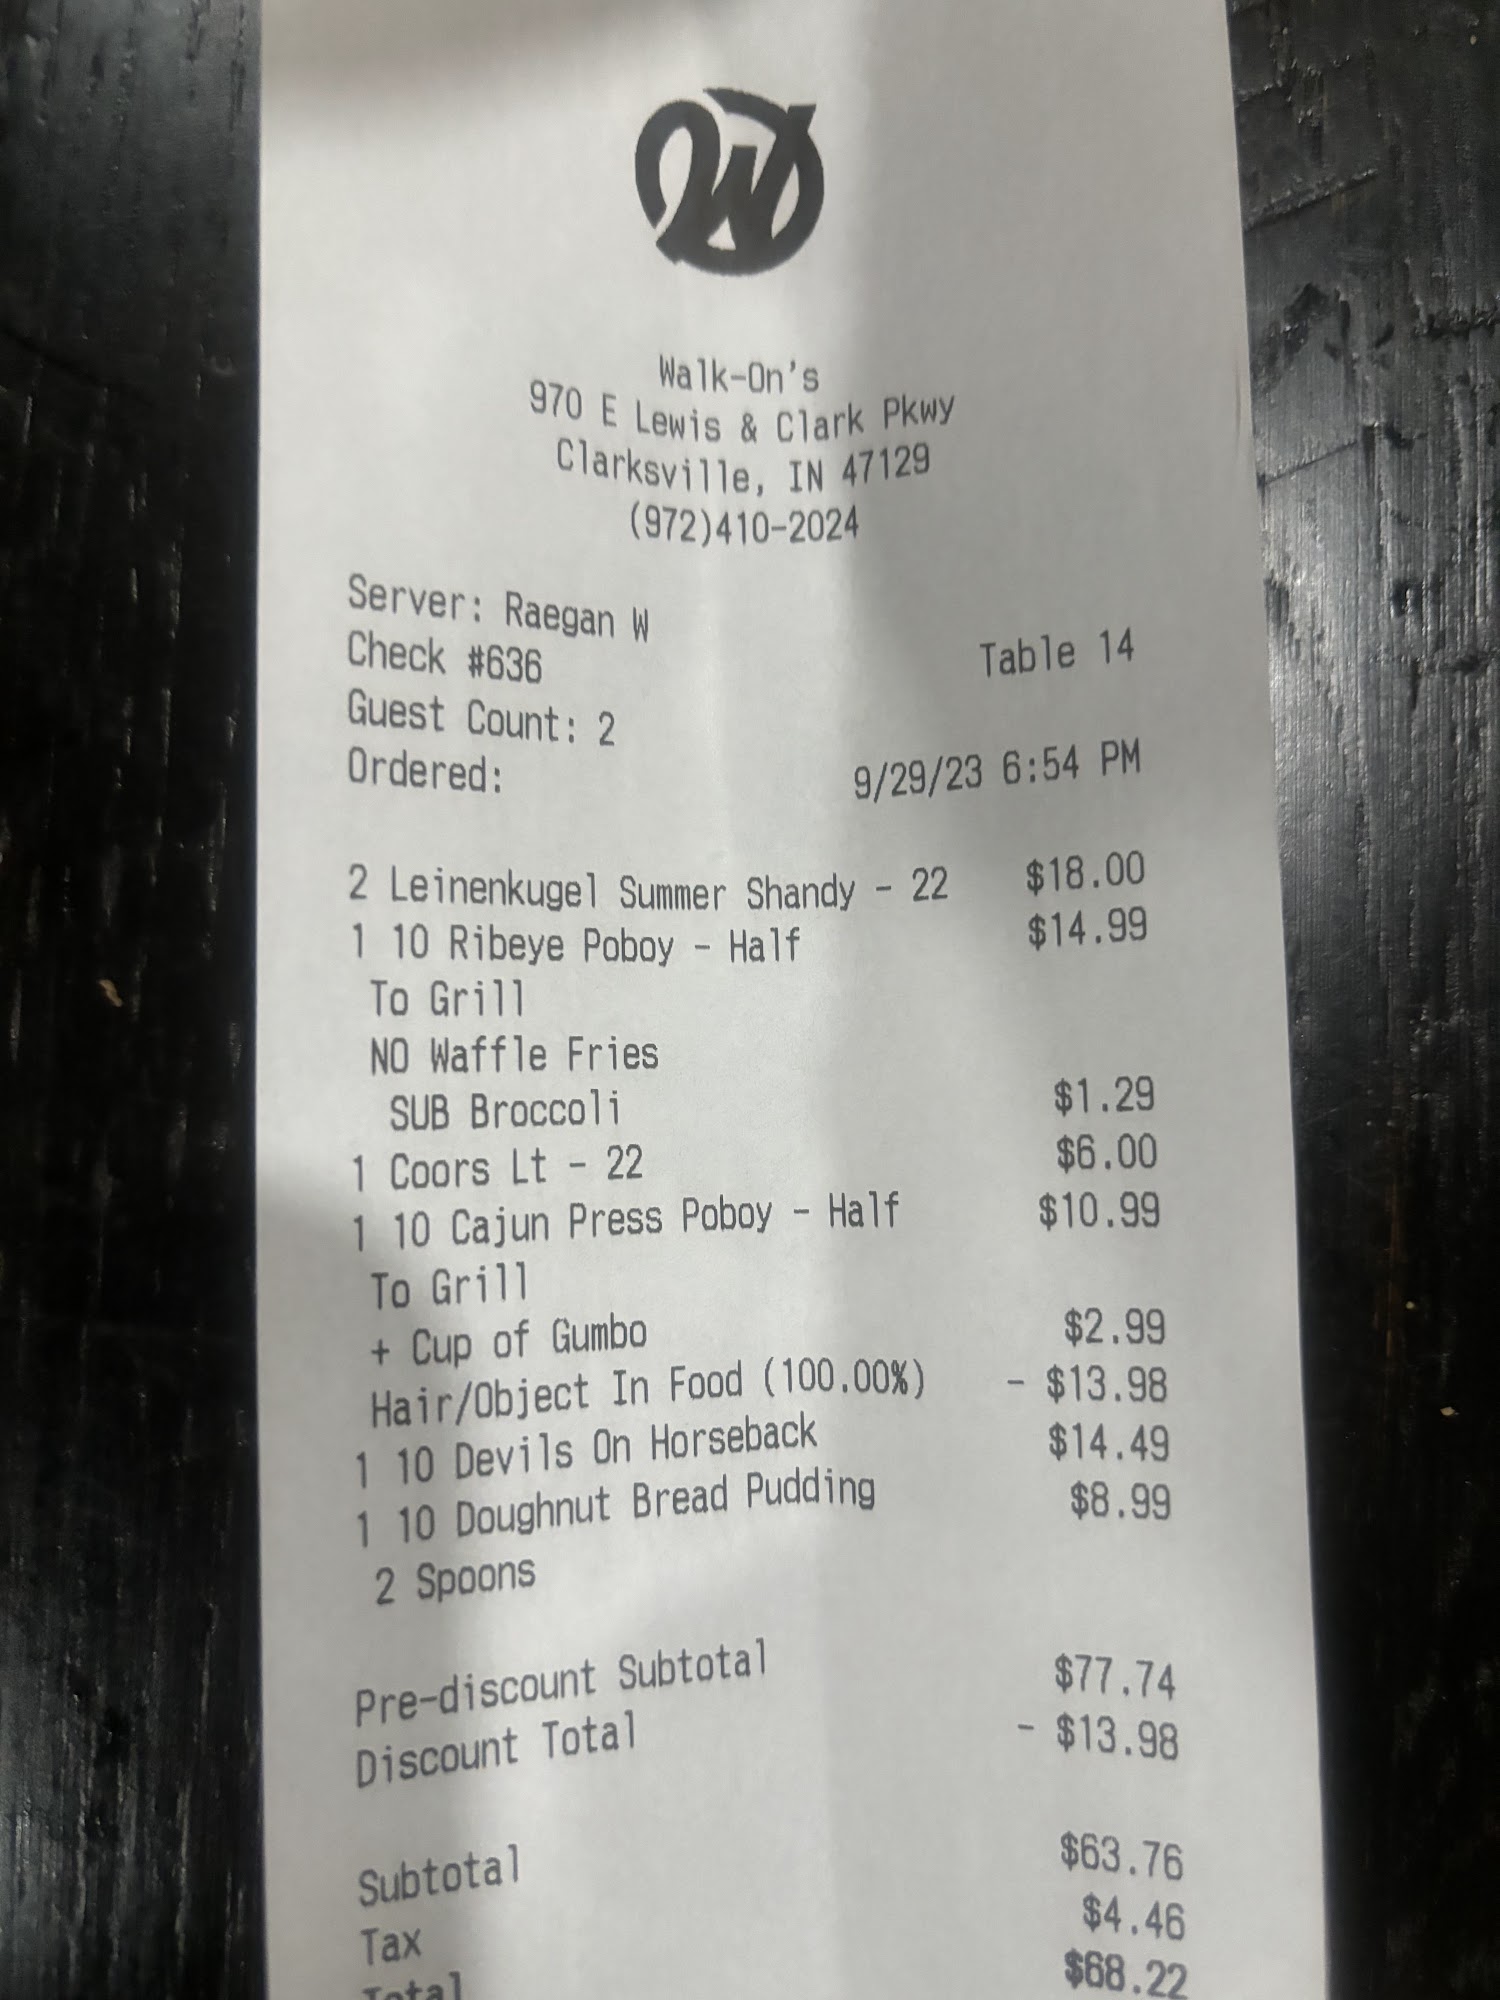 W
Walk-On's
970 E Lewis & Clark Pkwy
Clarksville, IN 47129
(972)410-2024
Server: Raegan W
Check #636 Table 14
Guest Count: 2
Ordered: 9/29/23 6:54 PM
2 Leinenkugel Summer Shandy - 22 $18.00
1 10 Ribeye Poboy - Half $14.99
To Grill
NO Waffle Fries
SUB Broccoli $1.29
1 Coors Lt - 22 $6.00
1 10 Cajun Press Poboy - Half $10.99
To Grill
+ Cup of Gumbo $2.99
Hair/Object In Food (100.00%) - $13.98
1 10 Devils On Horseback $14.49
1 10 Doughnut Bread Pudding $8.99
2 Spoons
Pre-discount Subtotal $77.74
Discount Total - $13.98
Subtotal $63.76
Tax $4.46
Total $68.22